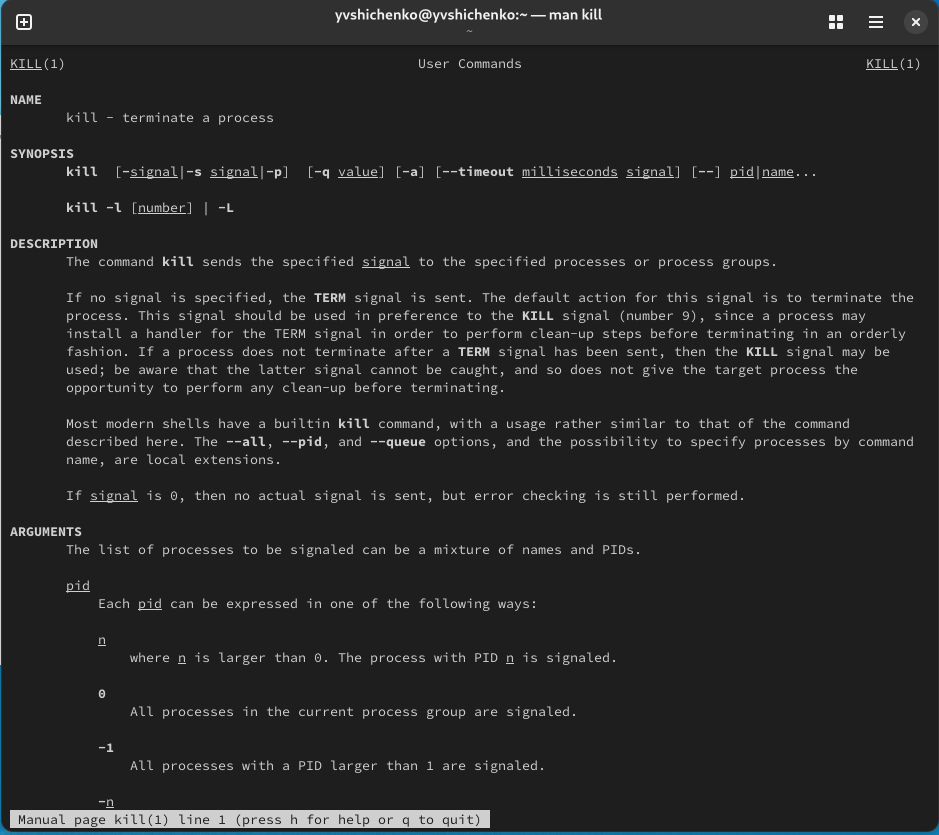 yvshichenko@yvshichenko:~ — man kill
~
KILL(1) User Commands KILL(1)
NAME
kill - terminate a process
SYNOPSIS
kill [-signal|-s signal|-p] [-q value] [-a] [--timeout milliseconds signal] [--] pid|name...
kill -l [number] | -L
DESCRIPTION
The command kill sends the specified signal to the specified processes or process groups.
If no signal is specified, the TERM signal is sent. The default action for this signal is to terminate the
process. This signal should be used in preference to the KILL signal (number 9), since a process may
install a handler for the TERM signal in order to perform clean-up steps before terminating in an orderly
fashion. If a process does not terminate after a TERM signal has been sent, then the KILL signal may be
used; be aware that the latter signal cannot be caught, and so does not give the target process the
opportunity to perform any clean-up before terminating.
Most modern shells have a builtin kill command, with a usage rather similar to that of the command
described here. The --all, --pid, and --queue options, and the possibility to specify processes by command
name, are local extensions.
If signal is 0, then no actual signal is sent, but error checking is still performed.
ARGUMENTS
The list of processes to be signaled can be a mixture of names and PIDs.
pid
Each pid can be expressed in one of the following ways:
n
where n is larger than 0. The process with PID n is signaled.
0
All processes in the current process group are signaled.
-1
All processes with a PID larger than 1 are signaled.
-n
Manual page kill(1) line 1 (press h for help or q to quit)